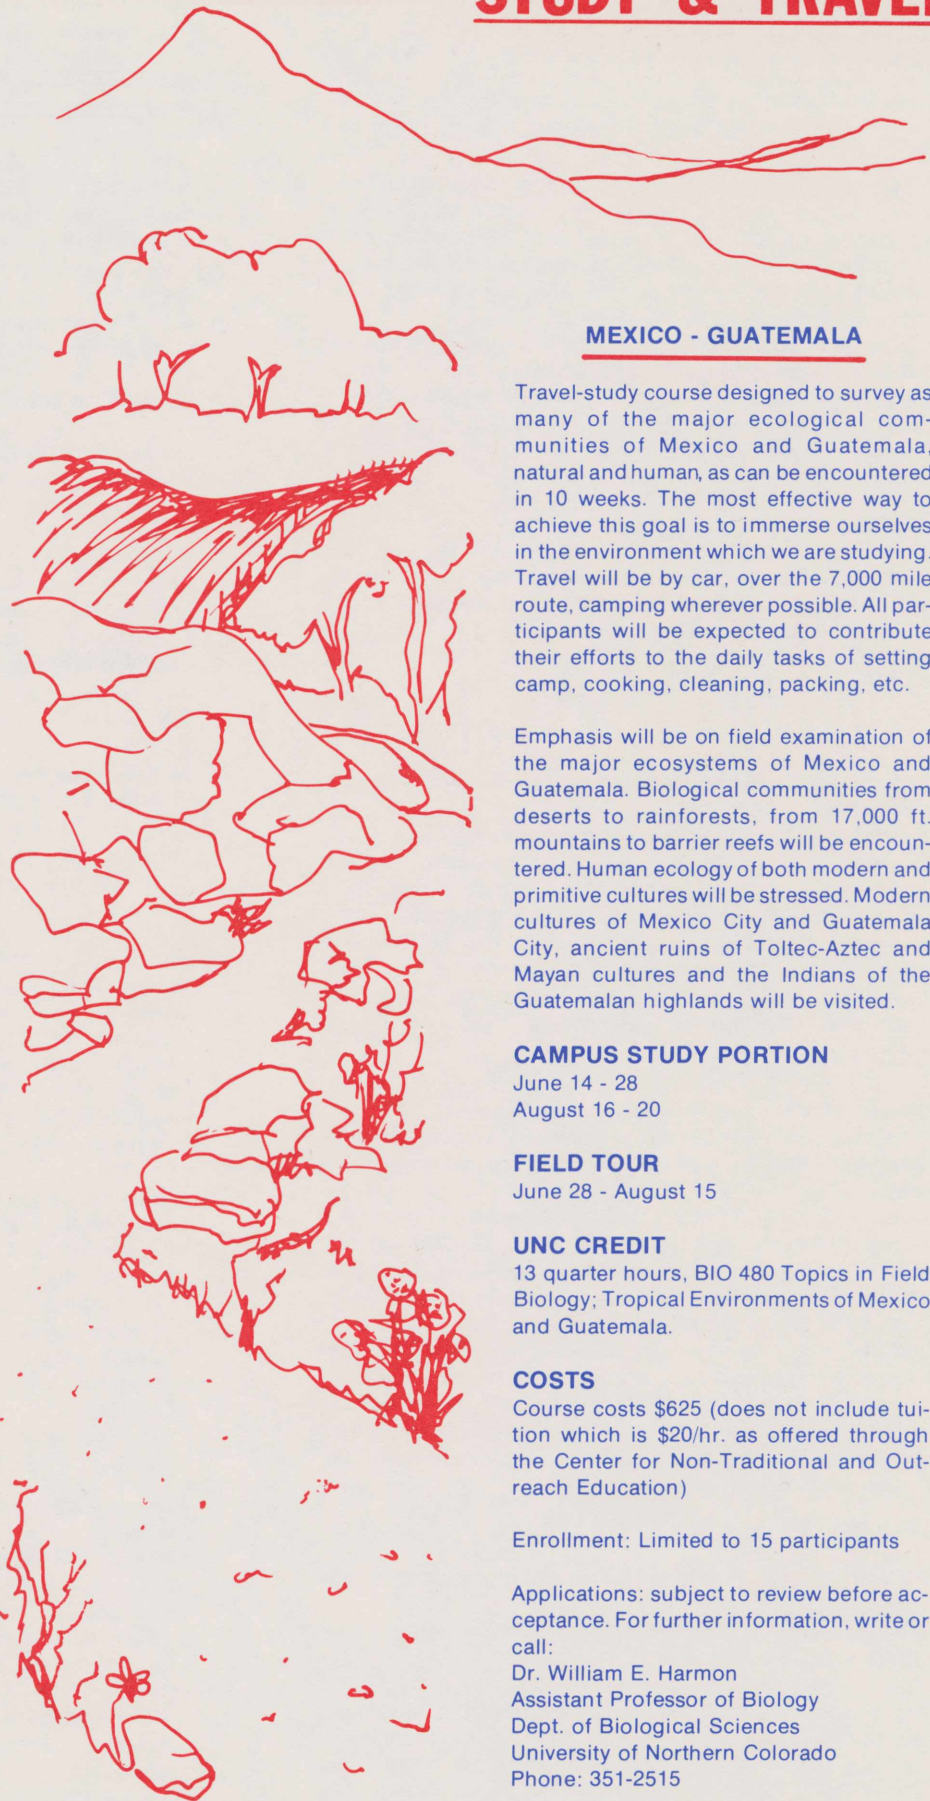 STUDY & TRAVEL
MEXICO - GUATEMALA
Travel-study course designed to survey as
many of the major ecological com-
munities of Mexico and Guatemala,
natural and human, as can be encountered
in 10 weeks. The most effective way to
achieve this goal is to immerse ourselves
in the environment which we are studying.
Travel will be by car, over the 7,000 mile
route, camping wherever possible. All par-
ticipants will be expected to contribute
their efforts to the daily tasks of setting
camp, cooking, cleaning, packing, etc.
Emphasis will be on field examination of
the major ecosystems of Mexico and
Guatemala. Biological communities from
deserts to rainforests, from 17,000 ft.
mountains to barrier reefs will be encoun-
tered. Human ecology of both modern and
primitive cultures will be stressed. Modern
cultures of Mexico City and Guatemala
City, ancient ruins of Toltec-Aztec and
Mayan cultures and the Indians of the
Guatemalan highlands will be visited.
CAMPUS STUDY PORTION
June 14 - 28
August 16 - 20
FIELD TOUR
June 28 - August 15
UNC CREDIT
13 quarter hours, BIO 480 Topics in Field
Biology; Tropical Environments of Mexico
and Guatemala.
COSTS
Course costs $625 (does not include tui-
tion which is $20/hr. as offered through
the Center for Non-Traditional and Out-
reach Education)
Enrollment: Limited to 15 participants
Applications: subject to review before ac-
ceptance. For further information, write or
call:
Dr. William E. Harmon
Assistant Professor of Biology
Dept. of Biological Sciences
University of Northern Colorado
Phone: 351-2515